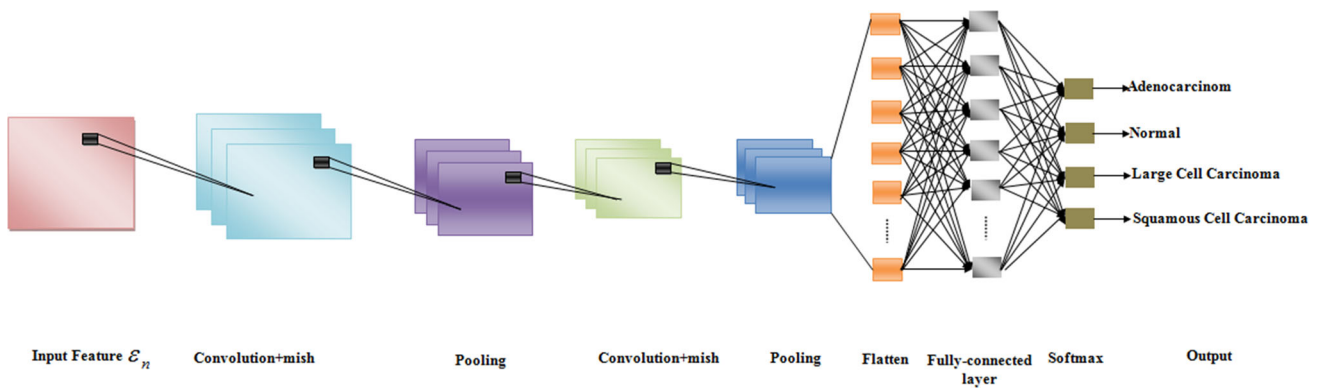 Adenocarcinom
Normal
Large Cell Carcinoma
Squamous Cell Carcinoma
Input Feature ℰn
Convolution+mish
Pooling
Convolution+mish
Pooling
Flatten
Fully-connected
layer
Softmax
Output